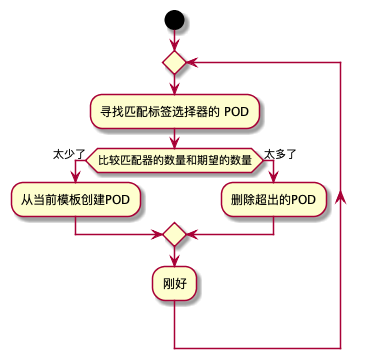 寻找匹配标签选择器的 POD
太少了
比较匹配器的数量和期望的数量
太多了
从当前模板创建POD
删除超出的POD
刚好